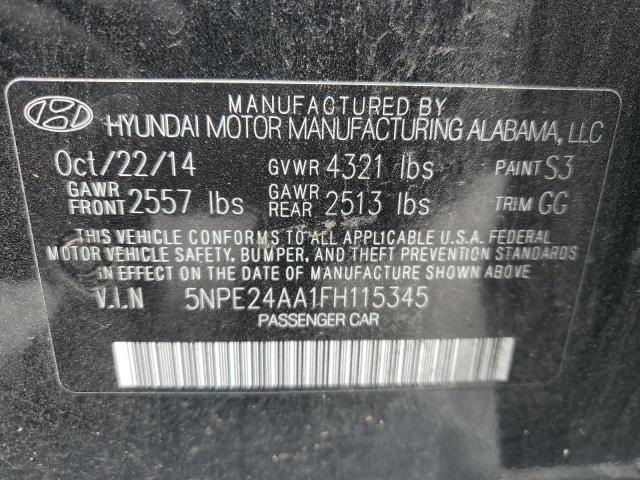 MANUFACTURED BY
HYUNDAI MOTOR MANUFACTURING ALABAMA, LLC
Oct/22/14 GVWR 4321 lbs PAINT S3
GAWR FRONT 2557 lbs GAWR REAR 2513 lbs TRIM GG
THIS VEHICLE CONFORMS TO ALL APPLICABLE U.S.A. FEDERAL
MOTOR VEHICLE SAFETY, BUMPER, AND THEFT PREVENTION STANDARDS
IN EFFECT ON THE DATE OF MANUFACTURE SHOWN ABOVE
V.I.N 5NPE24AA1FH115345
PASSENGER CAR